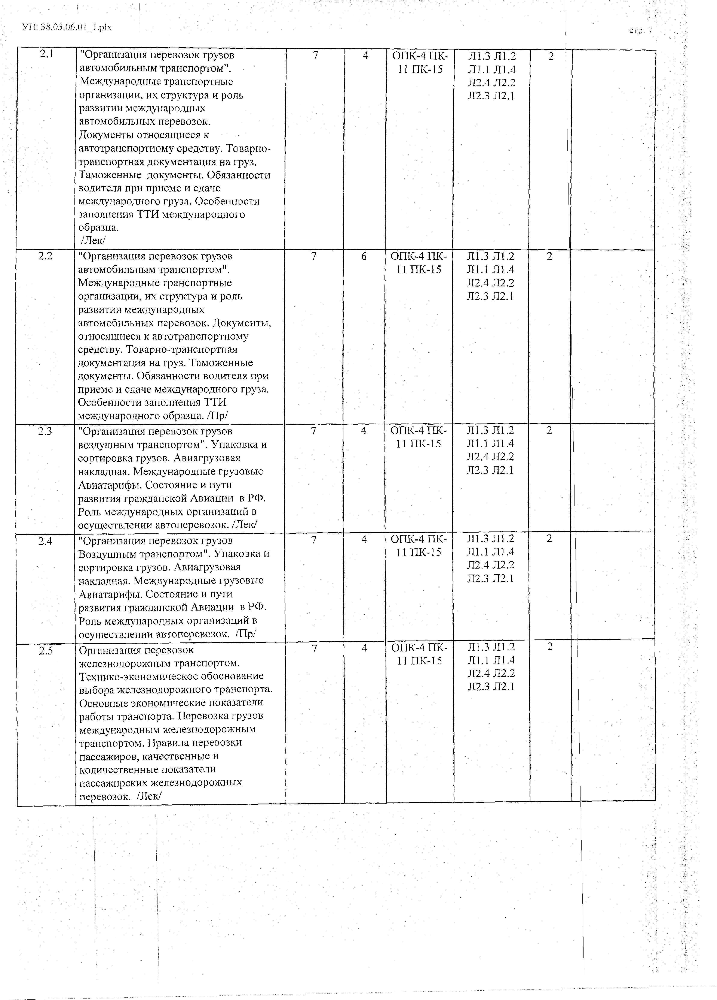 УП: 38.03.06.01_1.plx
стр. 7
2.1
"Организация перевозок грузов
автомобильным транспортом".
Международные транспортные
организации, их структура и роль
развитии международных
автомобильных перевозок.
Документы относящиеся к
автотранспортному средству. Товарно-
транспортная документация на груз.
Таможенные документы. Обязанности
водителя при приеме и сдаче
международного груза. Особенности
заполнения ТТИ международного
образца.
/Лек/
7
4
ОПК-4 ПК-
11 ПК-15
Л1.3 Л1.2
Л1.1 Л1.4
Л2.4 Л2.2
Л2.3 Л2.1
2
2.2
"Организация перевозок грузов
автомобильным транспортом".
Международные транспортные
организации, их структура и роль
развитии международных
автомобильных перевозок. Документы,
относящиеся к автотранспортному
средству. Товарно-транспортная
документация на груз. Таможенные
документы. Обязанности водителя при
приеме и сдаче международного груза.
Особенности заполнения ТТИ
международного образца. /Пр/
7
6
ОПК-4 ПК-
11 ПК-15
Л1.3 Л1.2
Л1.1 Л1.4
Л2.4 Л2.2
Л2.3 Л2.1
2
2.3
"Организация перевозок грузов
воздушным транспортом". Упаковка и
сортировка грузов. Авиагрузовая
накладная. Международные грузовые
Авиатарифы. Состояние и пути
развития гражданской Авиации в РФ.
Роль международных организаций в
осуществлении автоперевозок. /Лек/
7
4
ОПК-4 ПК-
11 ПК-15
Л1.3 Л1.2
Л1.1 Л1.4
Л2.4 Л2.2
Л2.3 Л2.1
2
2.4
"Организация перевозок грузов
Воздушным транспортом". Упаковка и
сортировка грузов. Авиагрузовая
накладная. Международные грузовые
Авиатарифы. Состояние и пути
развития гражданской Авиации в РФ.
Роль международных организаций в
осуществлении автоперевозок. /Пр/
7
4
ОПК-4 ПК-
11 ПК-15
Л1.3 Л1.2
Л1.1 Л1.4
Л2.4 Л2.2
Л2.3 Л2.1
2
2.5
Организация перевозок
железнодорожным транспортом.
Технико-экономическое обоснование
выбора железнодорожного транспорта.
Основные экономические показатели
работы транспорта. Перевозка грузов
международным железнодорожным
транспортом. Правила перевозки
пассажиров, качественные и
количественные показатели
пассажирских железнодорожных
перевозок. /Лек/
7
4
ОПК-4 ПК-
11 ПК-15
Л1.3 Л1.2
Л1.1 Л1.4
Л2.4 Л2.2
Л2.3 Л2.1
2